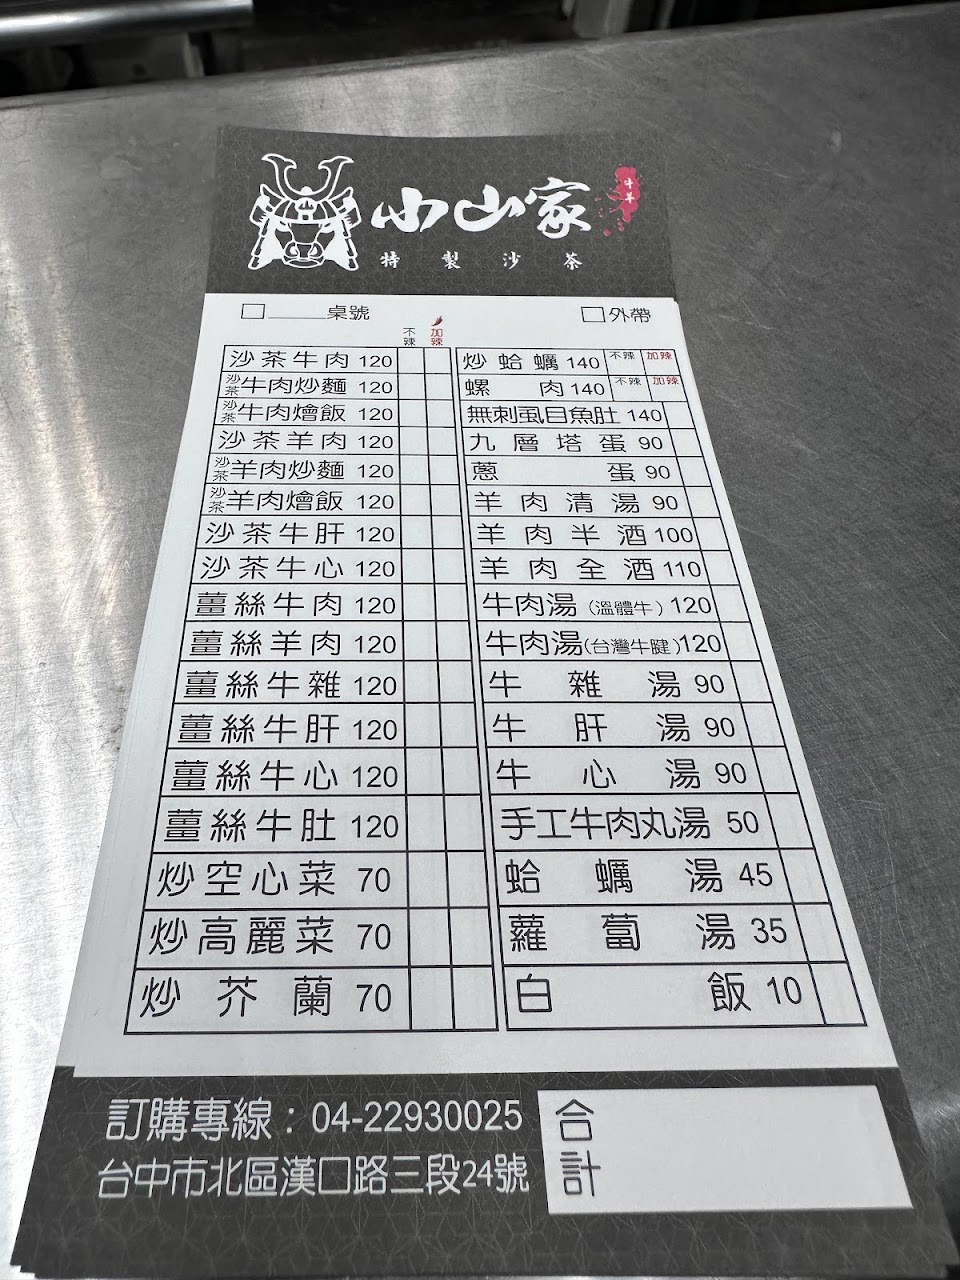 小山家
牛羊
特製沙茶
桌號
外帶
不辣 加辣
沙茶牛肉 120
沙茶牛肉炒麵 120
沙茶牛肉燴飯 120
沙茶羊肉 120
沙茶羊肉炒麵 120
沙茶羊肉燴飯 120
沙茶牛肝 120
沙茶牛心 120
薑絲牛肉 120
薑絲羊肉 120
薑絲牛雜 120
薑絲牛肝 120
薑絲牛心 120
薑絲牛肚 120
炒空心菜 70
炒高麗菜 70
炒芥蘭 70
炒蛤蠣 140 不辣 加辣
螺肉 140 不辣 加辣
無刺虱目魚肚 140
九層塔蛋 90
蔥蛋 90
羊肉清湯 90
羊肉半酒 100
羊肉全酒 110
牛肉湯(溫體牛) 120
牛肉湯(台灣牛腱) 120
牛雜湯 90
牛肝湯 90
牛心湯 90
手工牛肉丸湯 50
蛤蠣湯 45
蘿蔔湯 35
白飯 10
訂購專線：04-22930025
台中市北區漢口路三段24號
合計